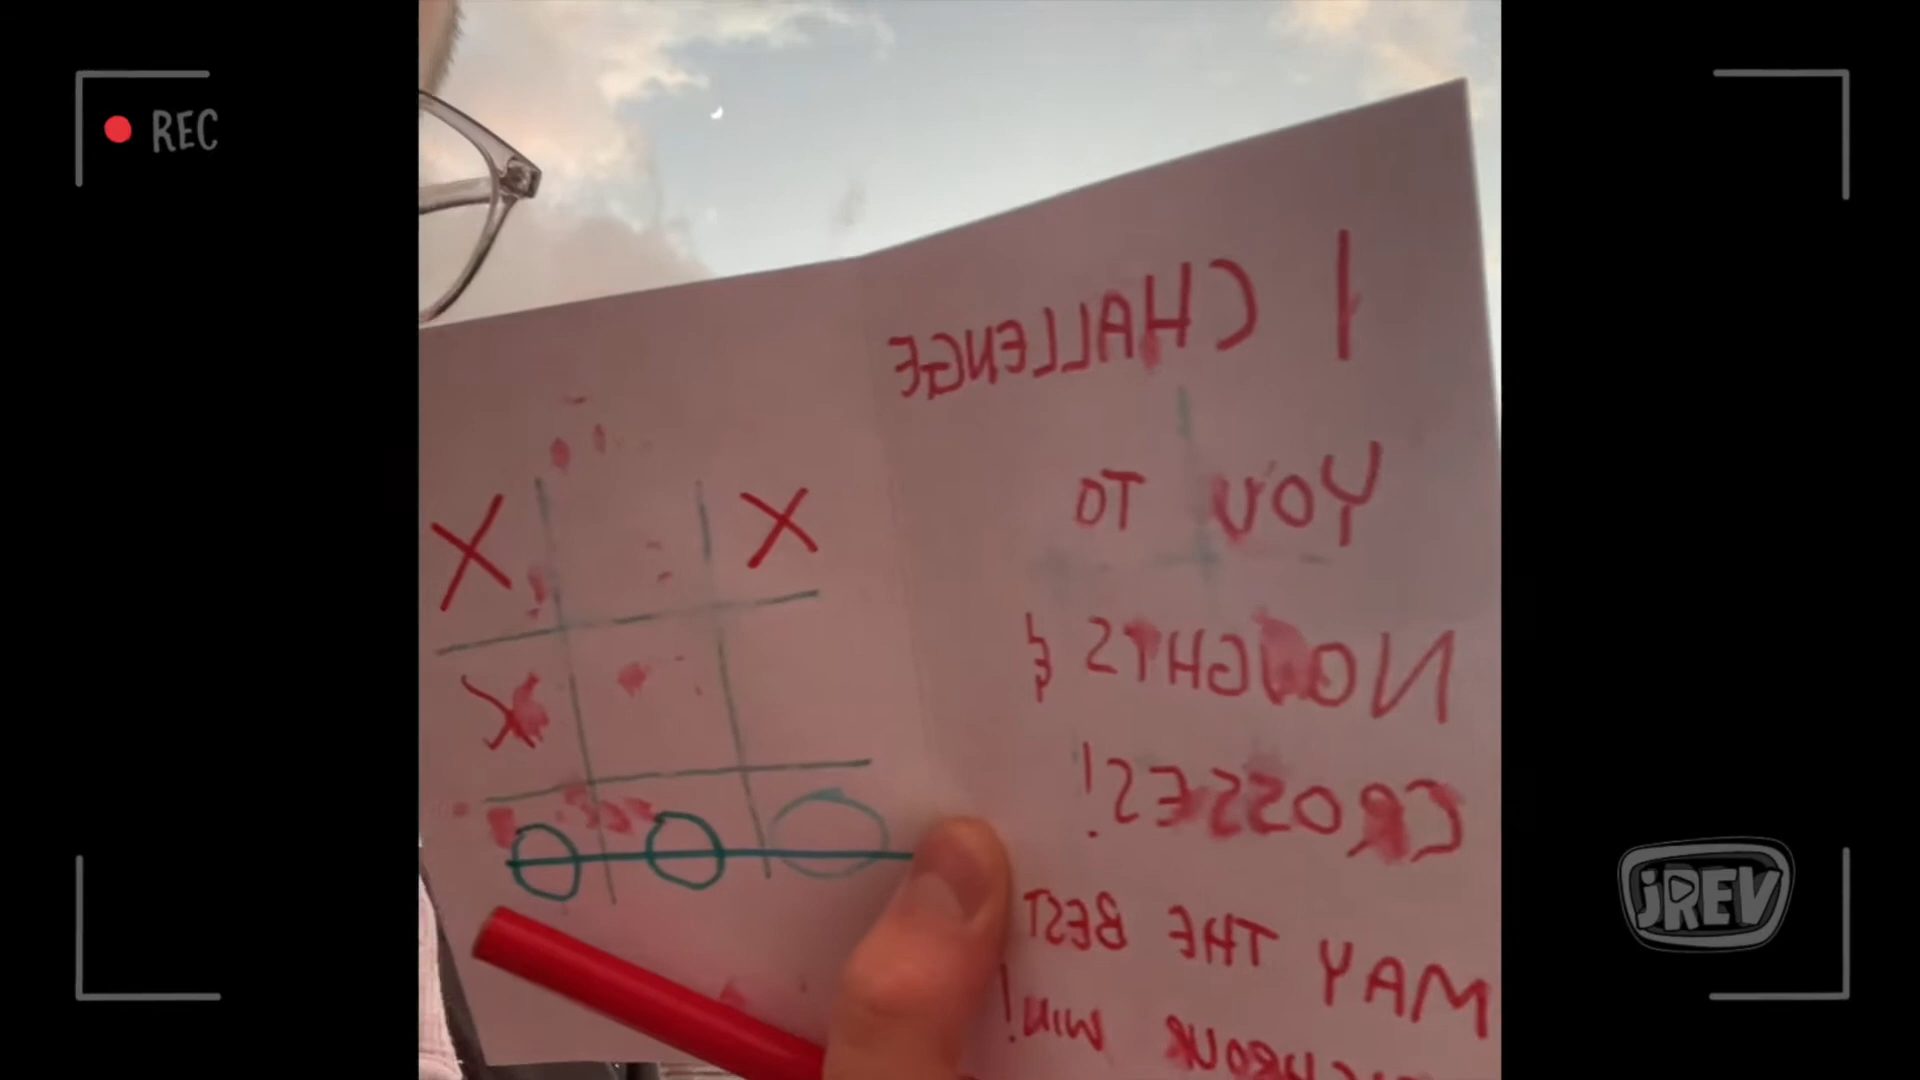 REC
I CHALLENGE
YOU TO
NOUGHTS &
CROSSES!
MAY THE BEST
WIN!
X X
X
O O O
jREV